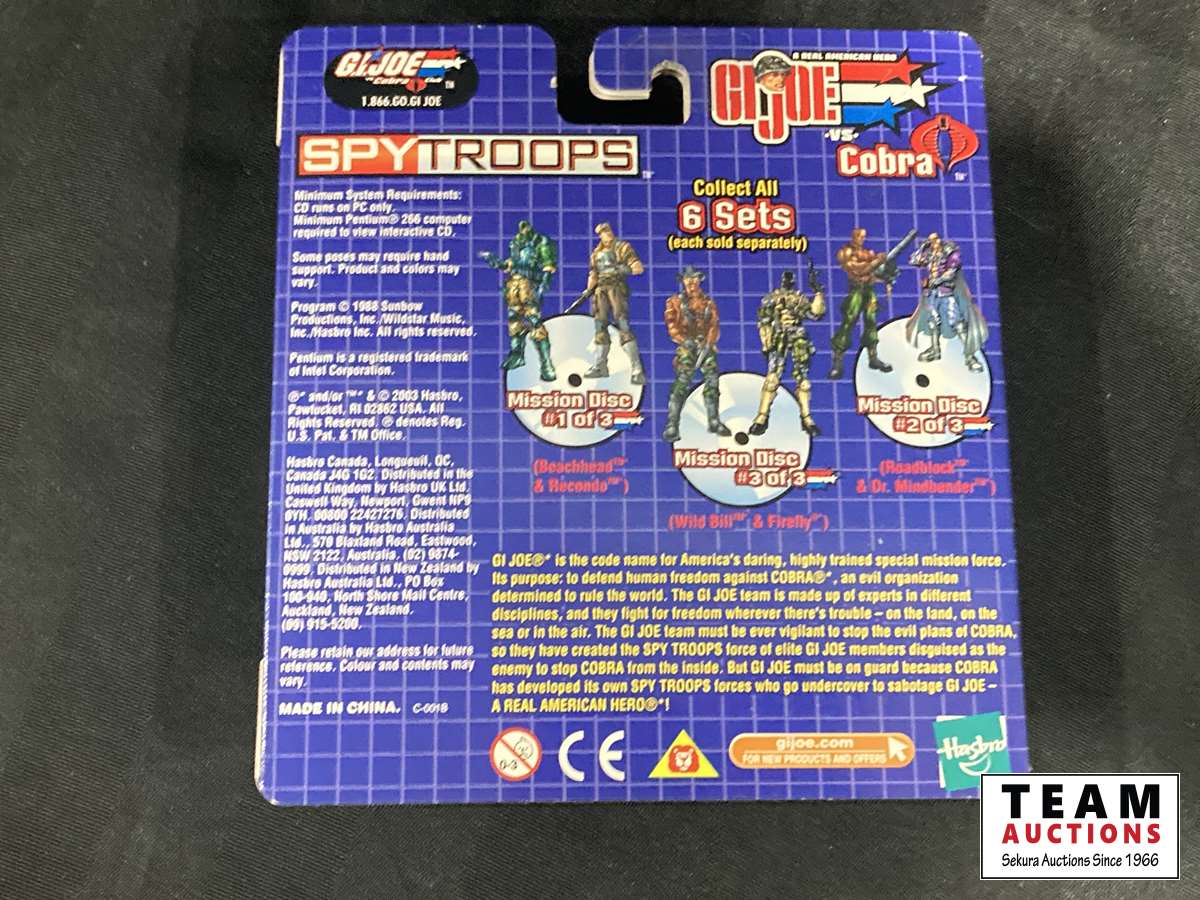 G.I. JOE
vs Cobra Club TM
1.866.GO.GI JOE
A REAL AMERICAN HERO
GI JOE
-VS-
Cobra
TM
SPYTROOPS TM
Minimum System Requirements:
CD runs on PC only.
Minimum Pentium® 266 computer
required to view interactive CD.
Some poses may require hand
support. Product and colors may
vary.
Program © 1988 Sunbow
Productions, Inc./Wildstar Music,
Inc./Hasbro Inc. All rights reserved.
Pentium is a registered trademark
of Intel Corporation.
®* and/or ™* & © 2003 Hasbro,
Pawtucket, RI 02862 USA. All
Rights Reserved. ® denotes Reg.
U.S. Pat. & TM Office.
Hasbro Canada, Longueuil, QC,
Canada J4G 1G2. Distributed in the
United Kingdom by Hasbro UK Ltd.
Caswell Way, Newport, Gwent NP9
0YH. 00800 22427276. Distributed
in Australia by Hasbro Australia
Ltd., 570 Blaxland Road, Eastwood,
NSW 2122, Australia. (02) 9874-
0999. Distributed in New Zealand by
Hasbro Australia Ltd., PO Box
100-940, North Shore Mail Centre,
Auckland, New Zealand.
(09) 915-5200.
Please retain our address for future
reference. Colour and contents may
vary.
MADE IN CHINA. C-001B
Collect All
6 Sets
(each sold separately)
Mission Disc
#1 of 3
(Beachhead™*
& Recondo™*)
Mission Disc
#3 of 3
(Wild Bill™* & Firefly™*)
Mission Disc
#2 of 3
(Roadblock™*
& Dr. Mindbender™*)
GI JOE®* is the code name for America's daring, highly trained special mission force.
Its purpose: to defend human freedom against COBRA®*, an evil organization
determined to rule the world. The GI JOE team is made up of experts in different
disciplines, and they fight for freedom wherever there's trouble – on the land, on the
sea or in the air. The GI JOE team must be ever vigilant to stop the evil plans of COBRA,
so they have created the SPY TROOPS force of elite GI JOE members disguised as the
enemy to stop COBRA from the inside. But GI JOE must be on guard because COBRA
has developed its own SPY TROOPS forces who go undercover to sabotage GI JOE –
A REAL AMERICAN HERO®*!
0-3
CE
gijoe.com
FOR NEW PRODUCTS AND OFFERS
Hasbro
TEAM
AUCTIONS
Sekura Auctions Since 1966